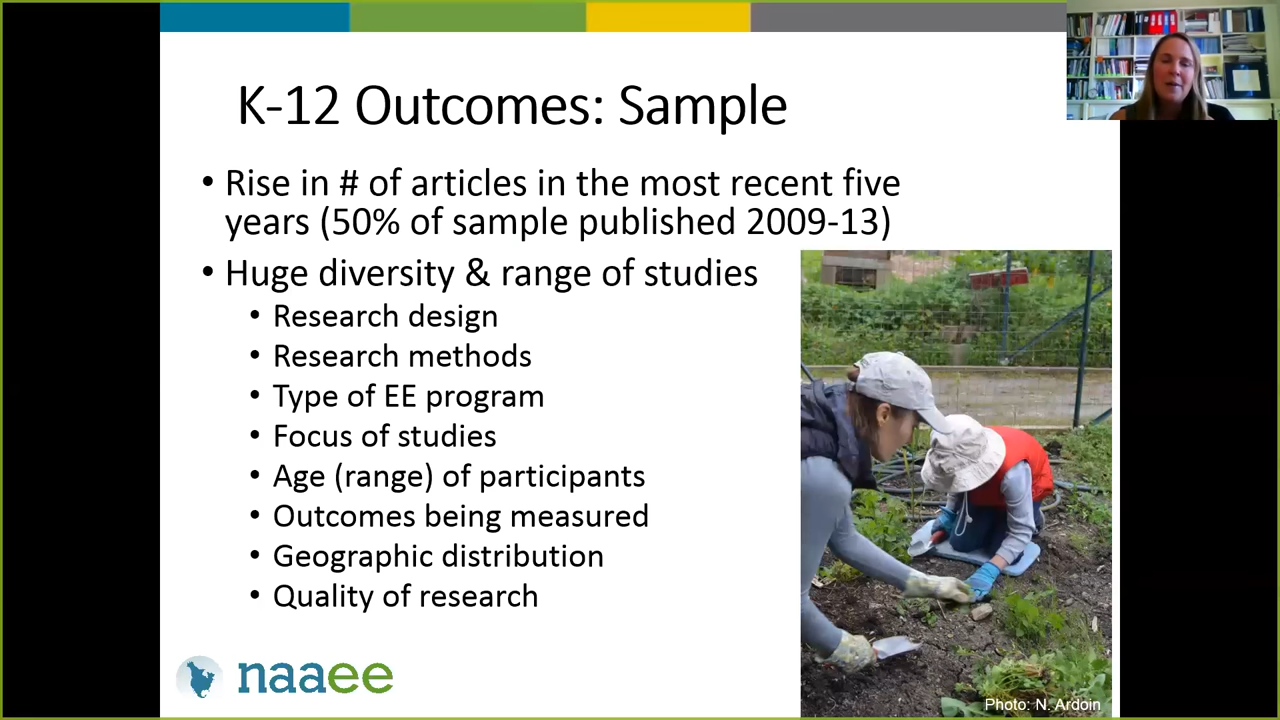 K-12 Outcomes: Sample
• Rise in # of articles in the most recent five
years (50% of sample published 2009-13)
• Huge diversity & range of studies
• Research design
• Research methods
• Type of EE program
• Focus of studies
• Age (range) of participants
• Outcomes being measured
• Geographic distribution
• Quality of research
naaee
Photo: N. Ardoin